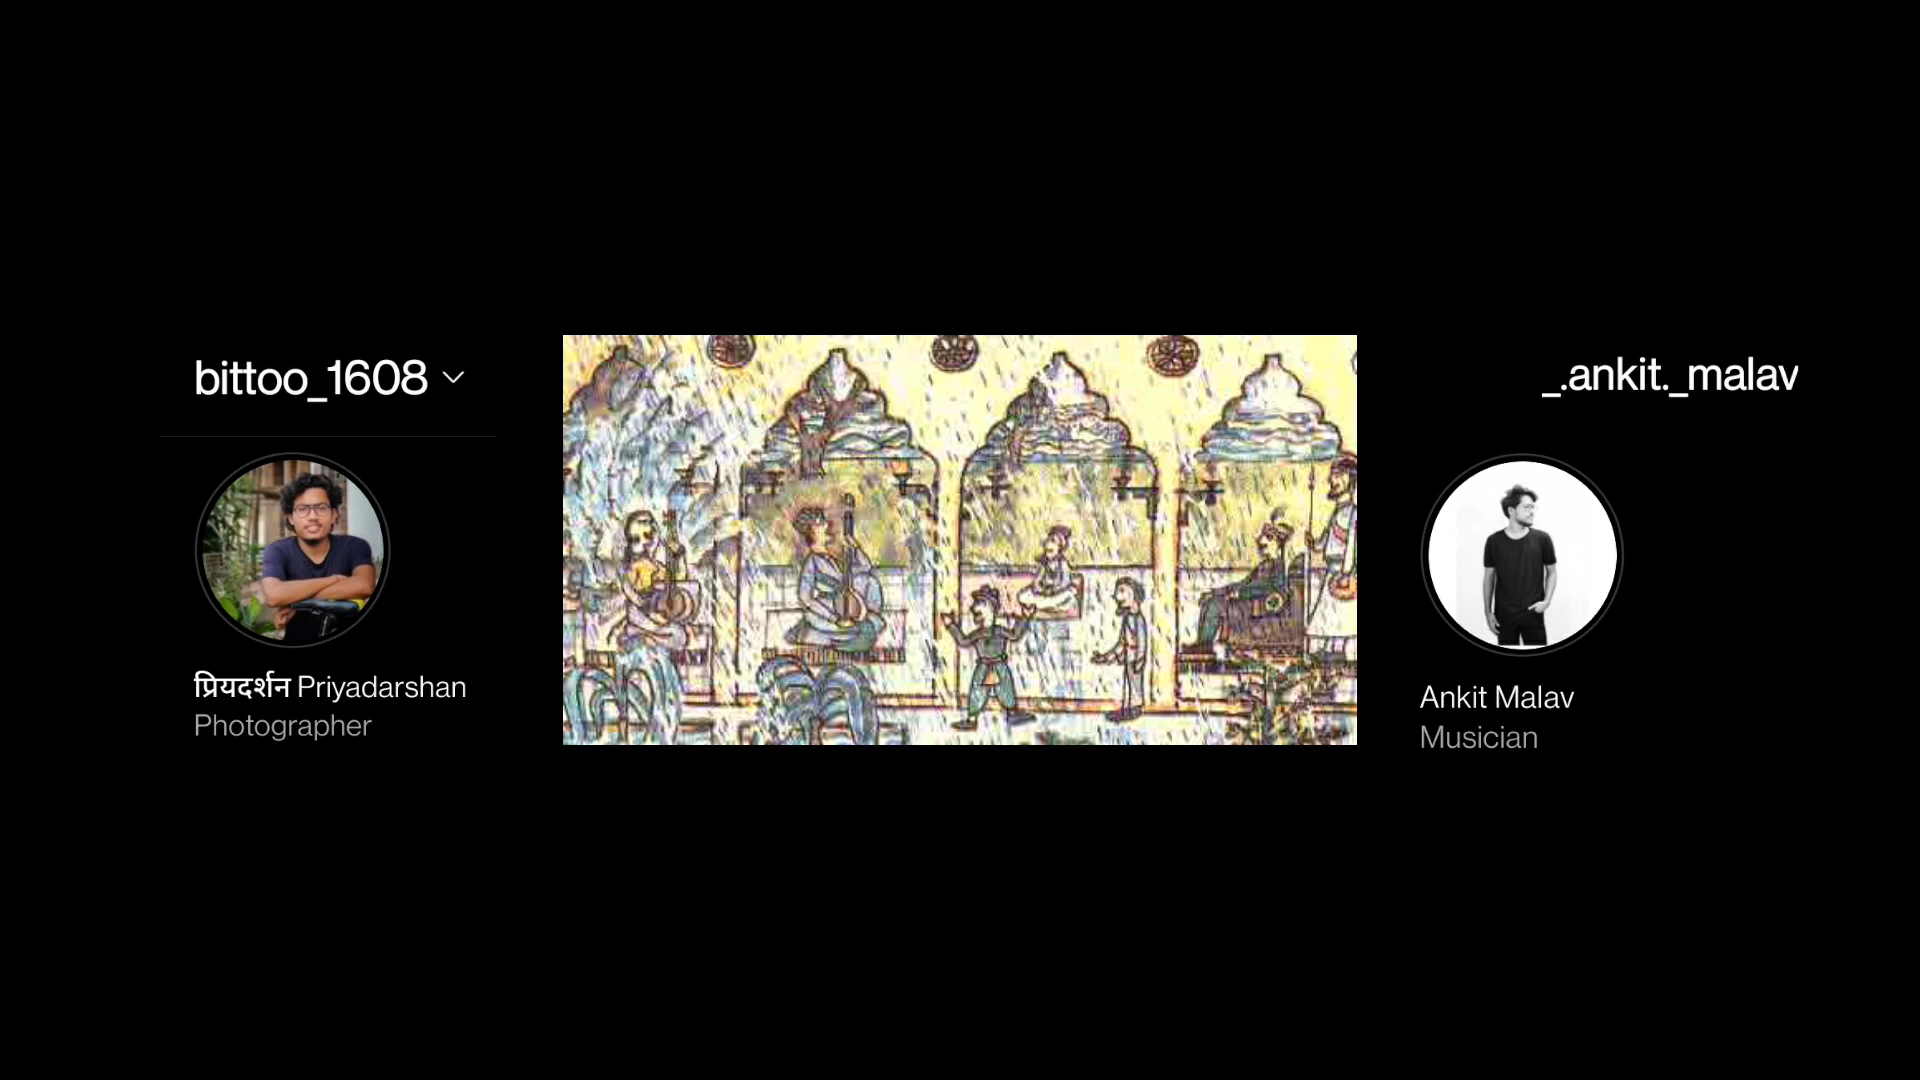 bittoo_1608
प्रियदर्शन Priyadarshan
Photographer
_.ankit._malav
Ankit Malav
Musician